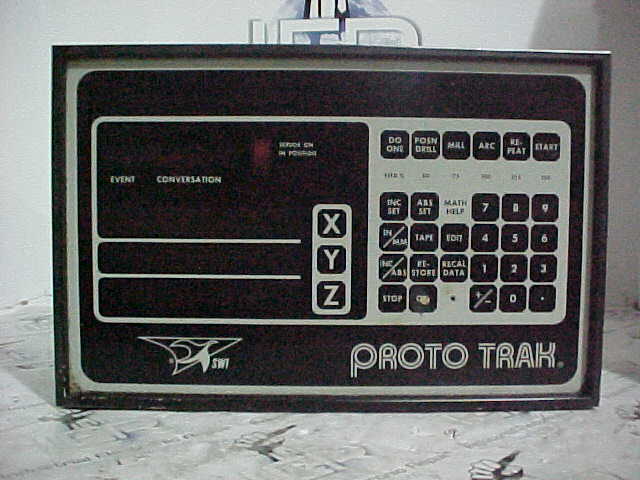 SERVOS ON
IN POSITION
EVENT CONVERSATION
X
Y
Z
DO ONE
POSN DRILL
MILL
ARC
RE-PEAT
START
INC SET
ABS SET
MATH HELP
7 8 9
IN/MM
TAPE
EDIT
4 5 6
INC/ABS
RE-STORE
RECAL DATA
1 2 3
STOP
+/- 0 .
SWI
PROTO TRAK